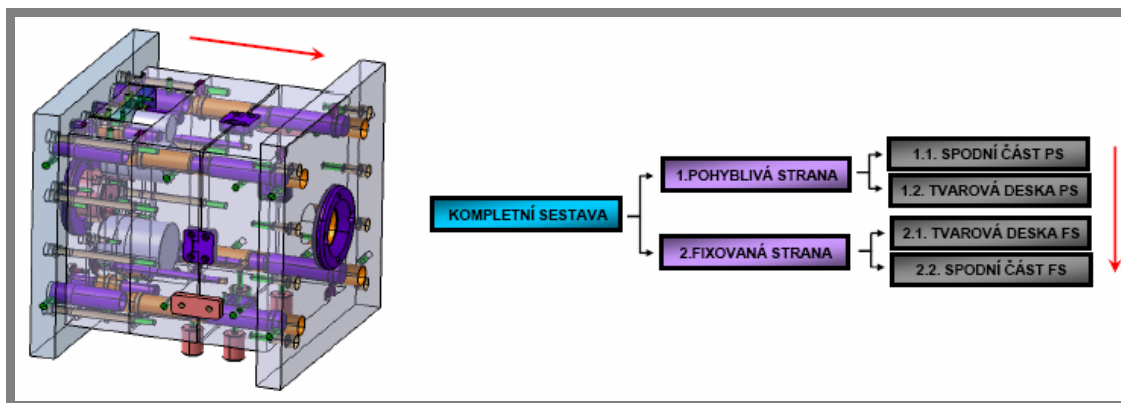 KOMPLETNÍ SESTAVA
1.POHYBLIVÁ STRANA
1.1. SPODNÍ ČÁST PS
1.2. TVAROVÁ DESKA PS
2.FIXOVANÁ STRANA
2.1. TVAROVÁ DESKA FS
2.2. SPODNÍ ČÁST FS